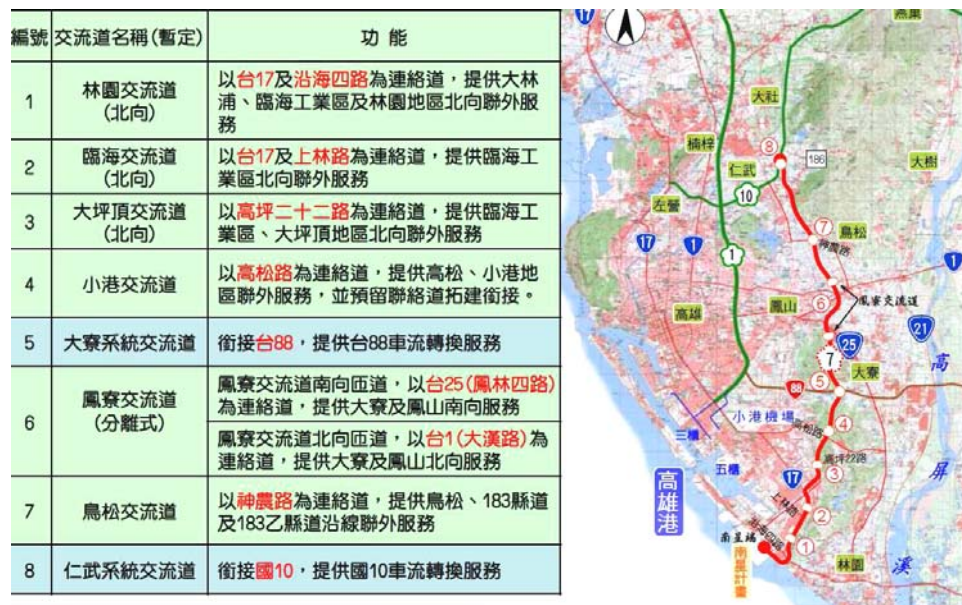 編號 交流道名稱(暫定) 功 能
1 林園交流道
(北向)
以台17及沿海四路為連絡道，提供大林
浦、臨海工業區及林園地區北向聯外服
務
2 臨海交流道
(北向)
以台17及上林路為連絡道，提供臨海工
業區北向聯外服務
3 大坪頂交流道
(北向)
以高坪二十二路為連絡道，提供臨海工
業區、大坪頂地區北向聯外服務
4 小港交流道
以高松路為連絡道，提供高松、小港地
區聯外服務，並預留聯絡道拓建銜接。
5 大寮系統交流道 銜接台88，提供台88車流轉換服務
6 鳳寮交流道
(分離式)
鳳寮交流道南向匝道，以台25(鳳林四路)
為連絡道，提供大寮及鳳山南向服務
鳳寮交流道北向匝道，以台1(大漢路)為
連絡道，提供大寮及鳳山北向服務
7 鳥松交流道
以神農路為連絡道，提供鳥松、183縣道
及183乙縣道沿線聯外服務
8 仁武系統交流道 銜接國10，提供國10車流轉換服務
17
燕巢
大社
楠梓
⑧
186
仁武
大樹
10
左營
⑦
鳥松
17
1
神農路
1
1
鳳寮交流道
⑥
鳳山
高雄
21
25
7
大寮
⑤
88
高
小港機場
④
高松路
三櫃
高坪22路
屏
五櫃
17
③
高雄港
上林路
②
沿海四路
南星端
①
林園
溪
南星計畫